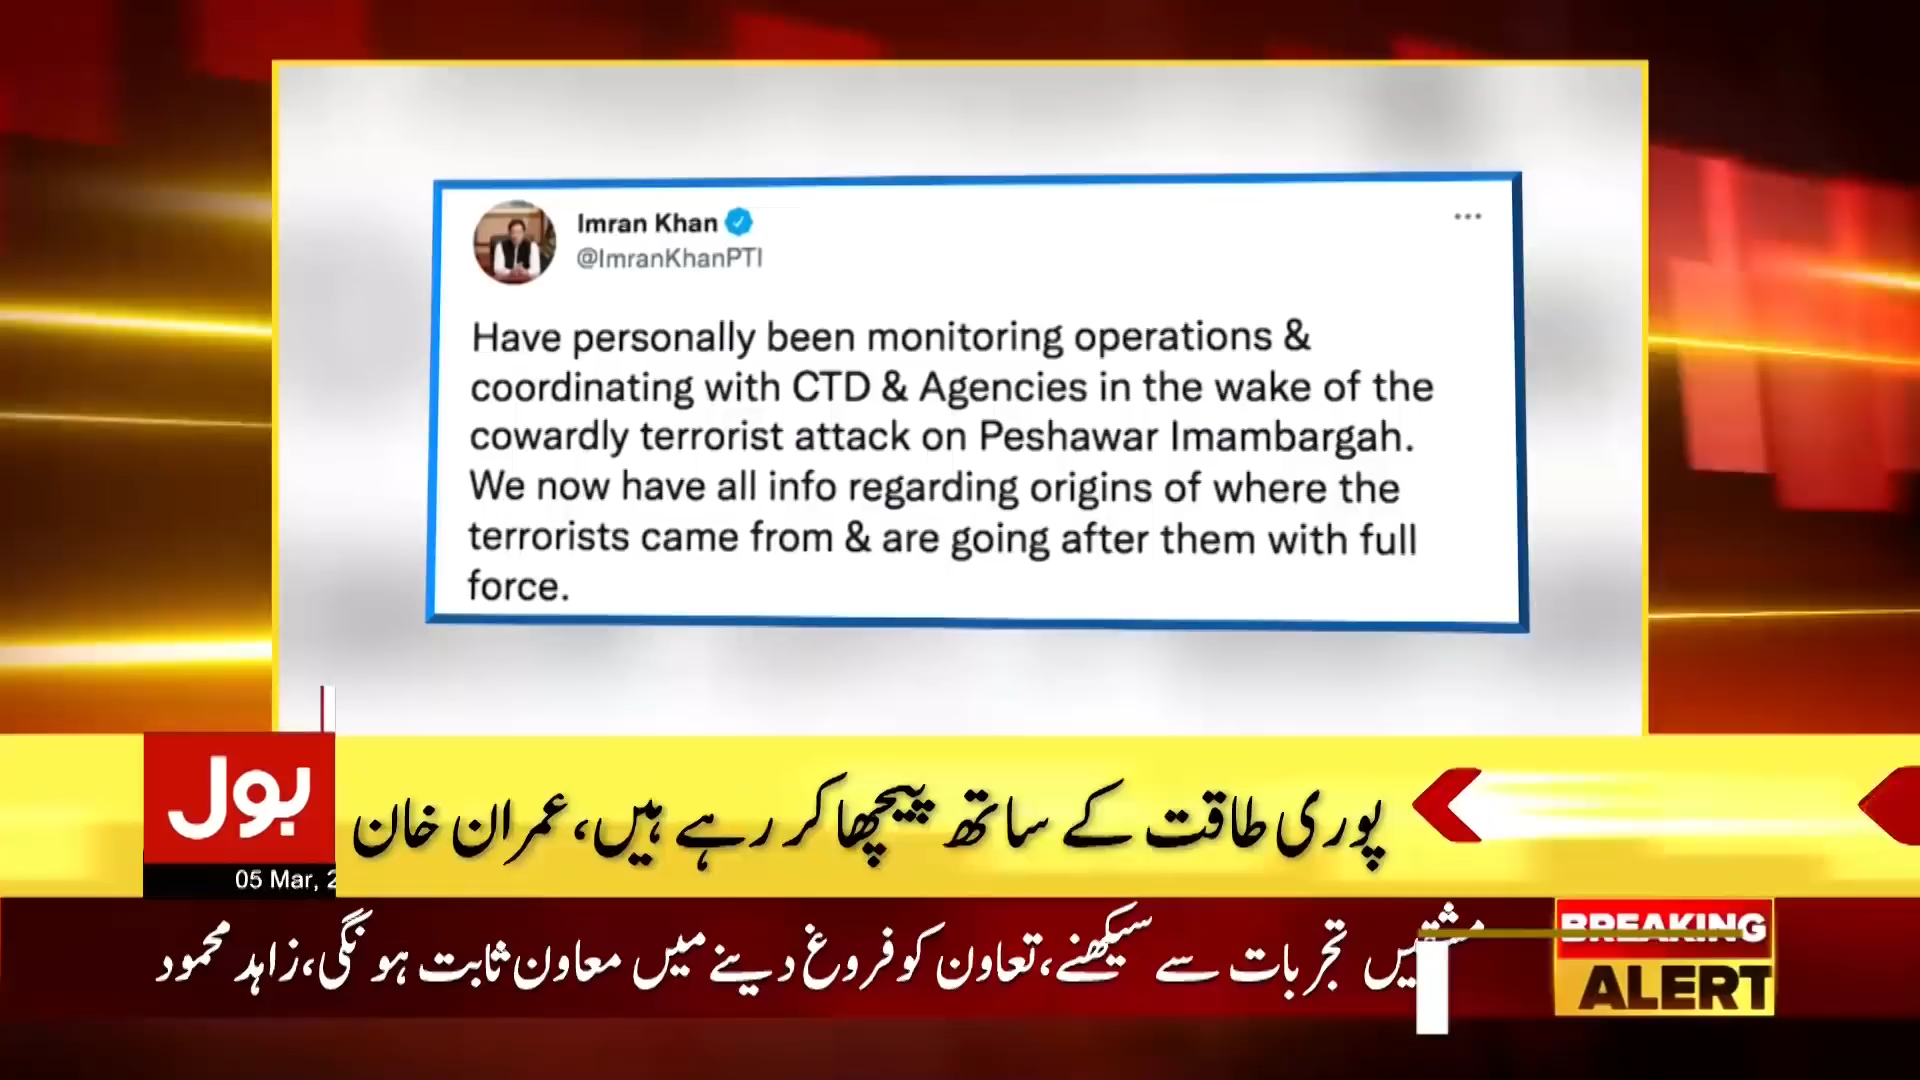 Imran Khan
@ImranKhanPTI
Have personally been monitoring operations &
coordinating with CTD & Agencies in the wake of the
cowardly terrorist attack on Peshawar Imambargah.
We now have all info regarding origins of where the
terrorists came from & are going after them with full
force.
بول
پوری طاقت کے ساتھ پیچھا کر رہے ہیں، عمران خان
05 Mar, 2
مشقیں تجربات سے سیکھنے، تعاون کو فروغ دینے میں معاون ثابت ہونگی، زاہد محمود
BREAKING
ALERT